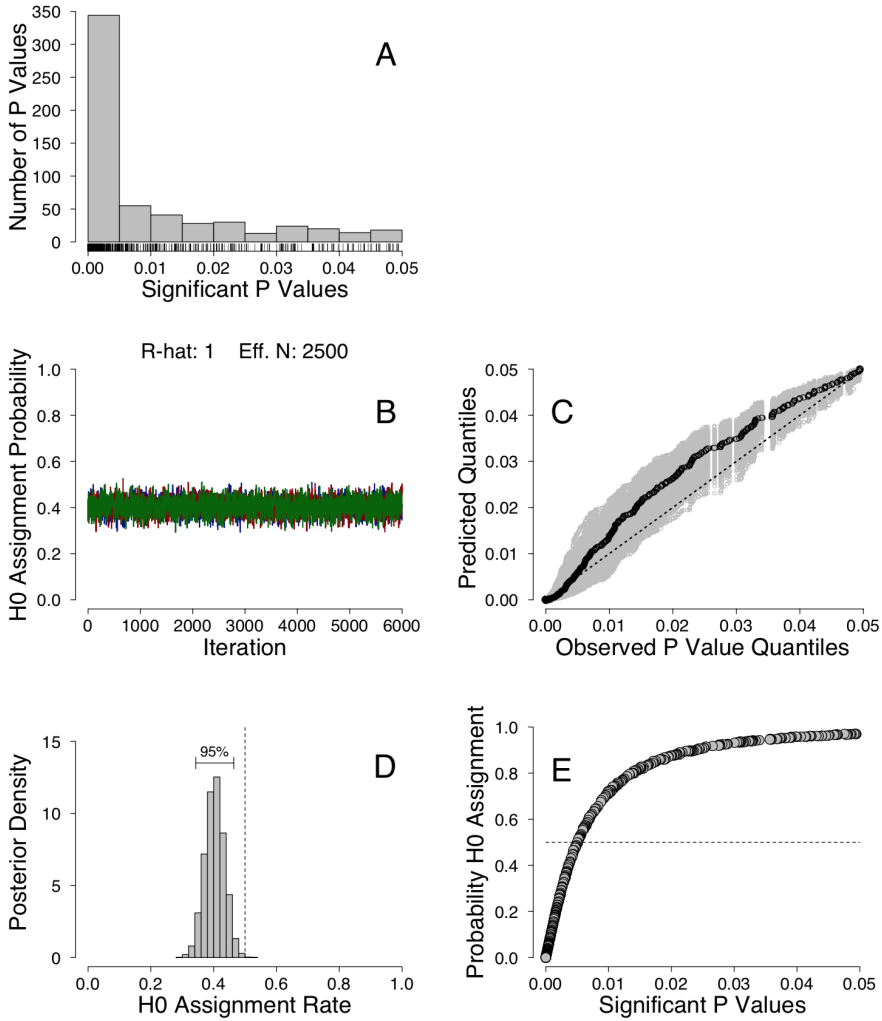 A
Number of P Values
350
300
250
200
150
100
50
0
0.00 0.01 0.02 0.03 0.04 0.05
Significant P Values
R-hat: 1 Eff. N: 2500
B
H0 Assignment Probability
1.0
0.8
0.6
0.4
0.2
0.0
0 1000 2000 3000 4000 5000 6000
Iteration
C
Predicted Quantiles
0.05
0.04
0.03
0.02
0.01
0.00
0.00 0.01 0.02 0.03 0.04 0.05
Observed P Value Quantiles
D
95%
Posterior Density
15
10
5
0
0.0 0.2 0.4 0.6 0.8 1.0
H0 Assignment Rate
E
Probability H0 Assignment
1.0
0.8
0.6
0.4
0.2
0.0
0.00 0.01 0.02 0.03 0.04 0.05
Significant P Values